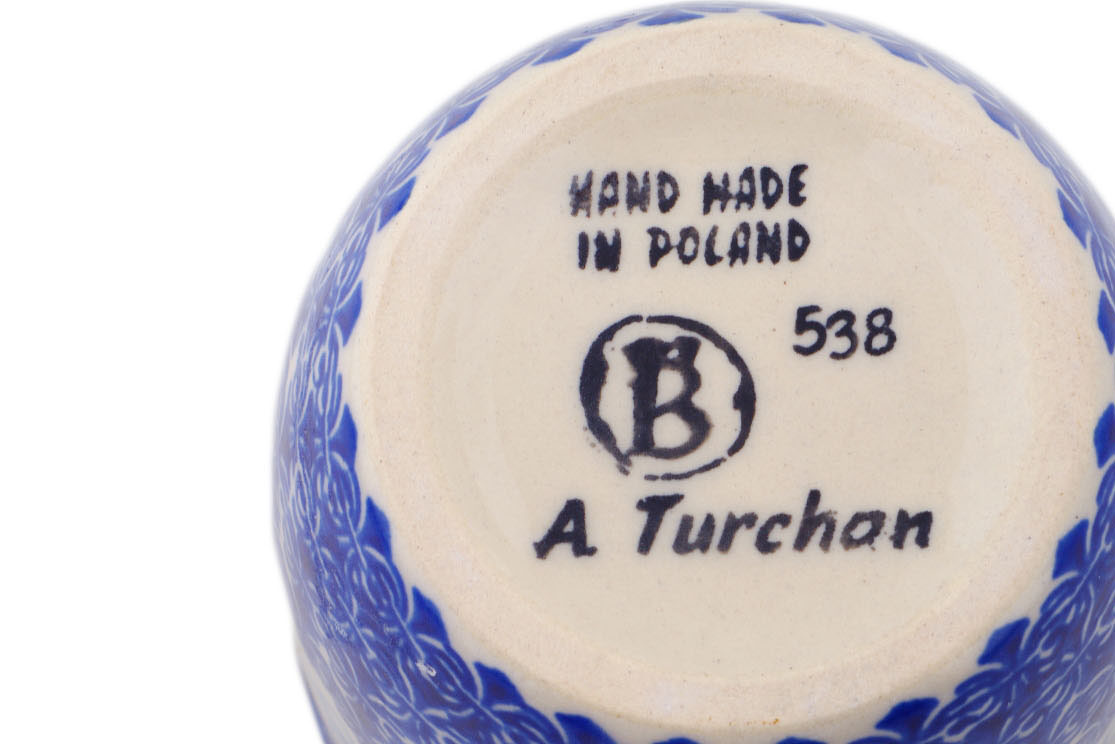 HAND MADE
IN POLAND
538
B
A Turchan